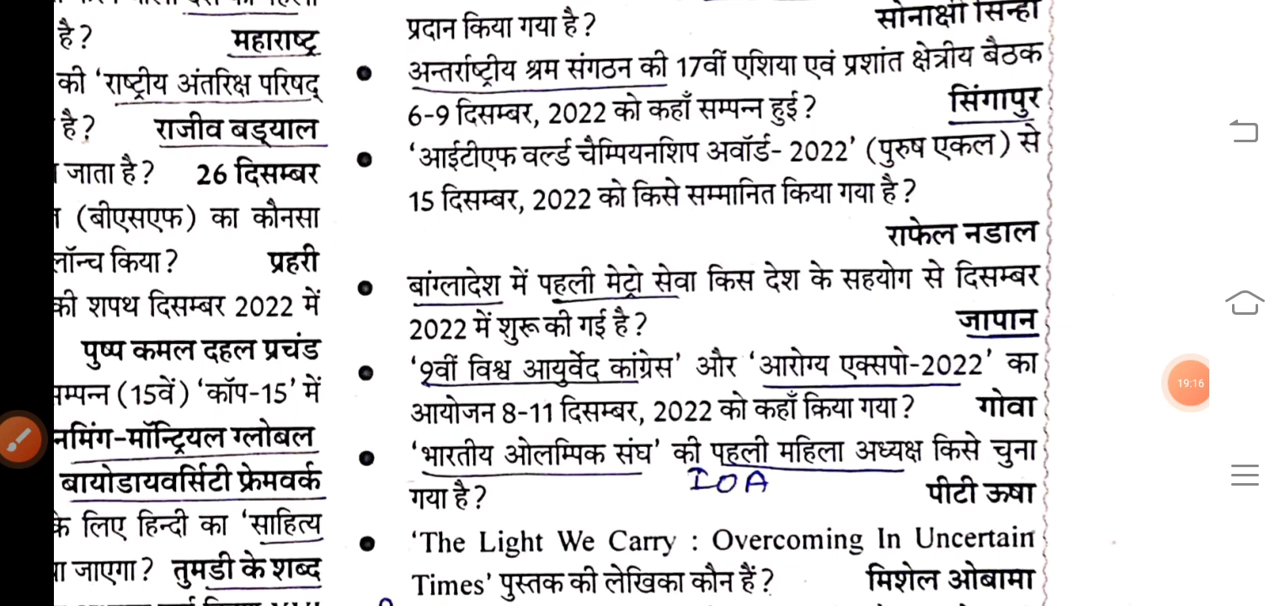 है?
महाराष्ट्र
की 'राष्ट्रीय अंतरिक्ष परिषद्
है? राजीव बड्याल
जाता है? 26 दिसम्बर
(बीएसएफ) का कौनसा
लॉन्च किया? प्रहरी
की शपथ दिसम्बर 2022 में
पुष्प कमल दहल प्रचंड
सम्पन्न (15वें) 'कॉप-15' में
नमिंग-मॉन्ट्रियल ग्लोबल
बायोडायवर्सिटी फ्रेमवर्क
के लिए हिन्दी का 'साहित्य
जाएगा? तुमडी के शब्द
प्रदान किया गया है? सोनाक्षी सिन्हा
• अन्तर्राष्ट्रीय श्रम संगठन की 17वीं एशिया एवं प्रशांत क्षेत्रीय बैठक
6-9 दिसम्बर, 2022 को कहाँ सम्पन्न हुई? सिंगापुर
• 'आईटीएफ वर्ल्ड चैम्पियनशिप अवॉर्ड- 2022' (पुरुष एकल) से
15 दिसम्बर, 2022 को किसे सम्मानित किया गया है?
राफेल नडाल
• बांग्लादेश में पहली मेट्रो सेवा किस देश के सहयोग से दिसम्बर
2022 में शुरू की गई है? जापान
• '9वीं विश्व आयुर्वेद कांग्रेस' और 'आरोग्य एक्सपो-2022' का
आयोजन 8-11 दिसम्बर, 2022 को कहाँ किया गया? गोवा
• 'भारतीय ओलम्पिक संघ' की पहली महिला अध्यक्ष किसे चुना
IOA
गया है? पीटी ऊषा
• 'The Light We Carry : Overcoming In Uncertain
Times' पुस्तक की लेखिका कौन हैं? मिशेल ओबामा
19:16